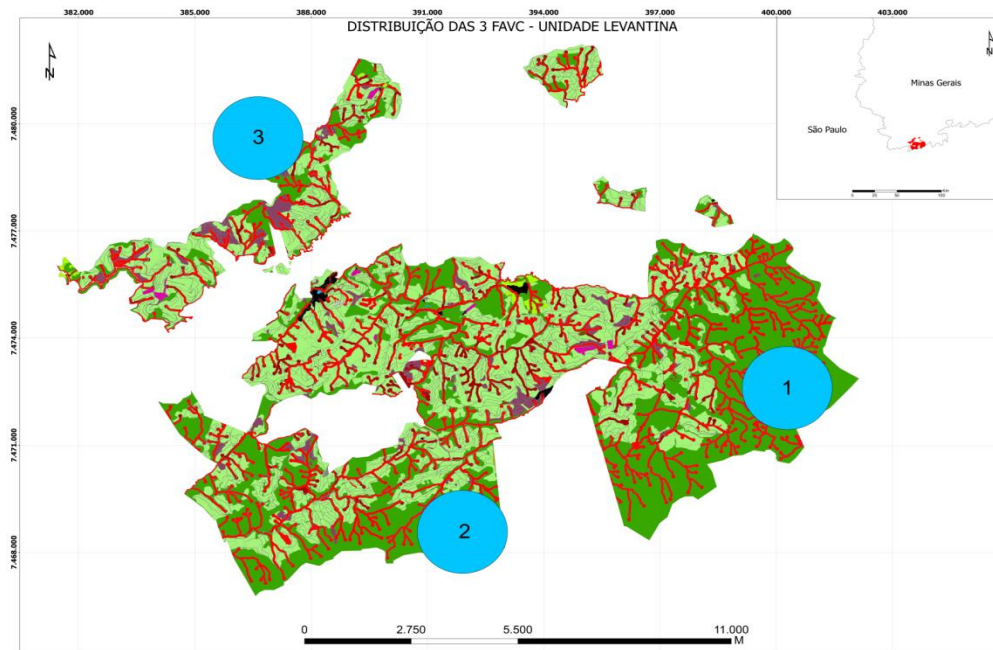 382.000 385.000 388.000 391.000 394.000 397.000 400.000 403.000
DISTRIBUIÇÃO DAS 3 FAVC - UNIDADE LEVANTINA
N
N
Minas Gerais
São Paulo
7.480.000
7.477.000
7.474.000
7.471.000
7.468.000
3
1
2
0 2.750 5.500 11.000
M